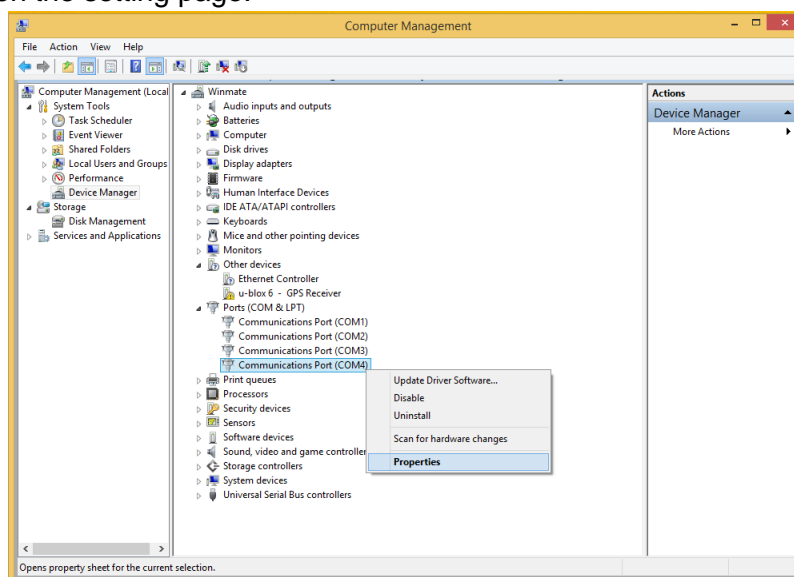 on the setting page.
Computer Management
File Action View Help
Computer Management (Local
System Tools
Task Scheduler
Event Viewer
Shared Folders
Local Users and Groups
Performance
Device Manager
Storage
Disk Management
Services and Applications
Winmate
Audio inputs and outputs
Batteries
Computer
Disk drives
Display adapters
Firmware
Human Interface Devices
IDE ATA/ATAPI controllers
Keyboards
Mice and other pointing devices
Monitors
Other devices
Ethernet Controller
u-blox 6 - GPS Receiver
Ports (COM & LPT)
Communications Port (COM1)
Communications Port (COM2)
Communications Port (COM3)
Communications Port (COM4)
Print queues
Processors
Security devices
Sensors
Software devices
Sound, video and game controller
Storage controllers
System devices
Universal Serial Bus controllers
Update Driver Software...
Disable
Uninstall
Scan for hardware changes
Properties
Actions
Device Manager
More Actions
Opens property sheet for the current selection.